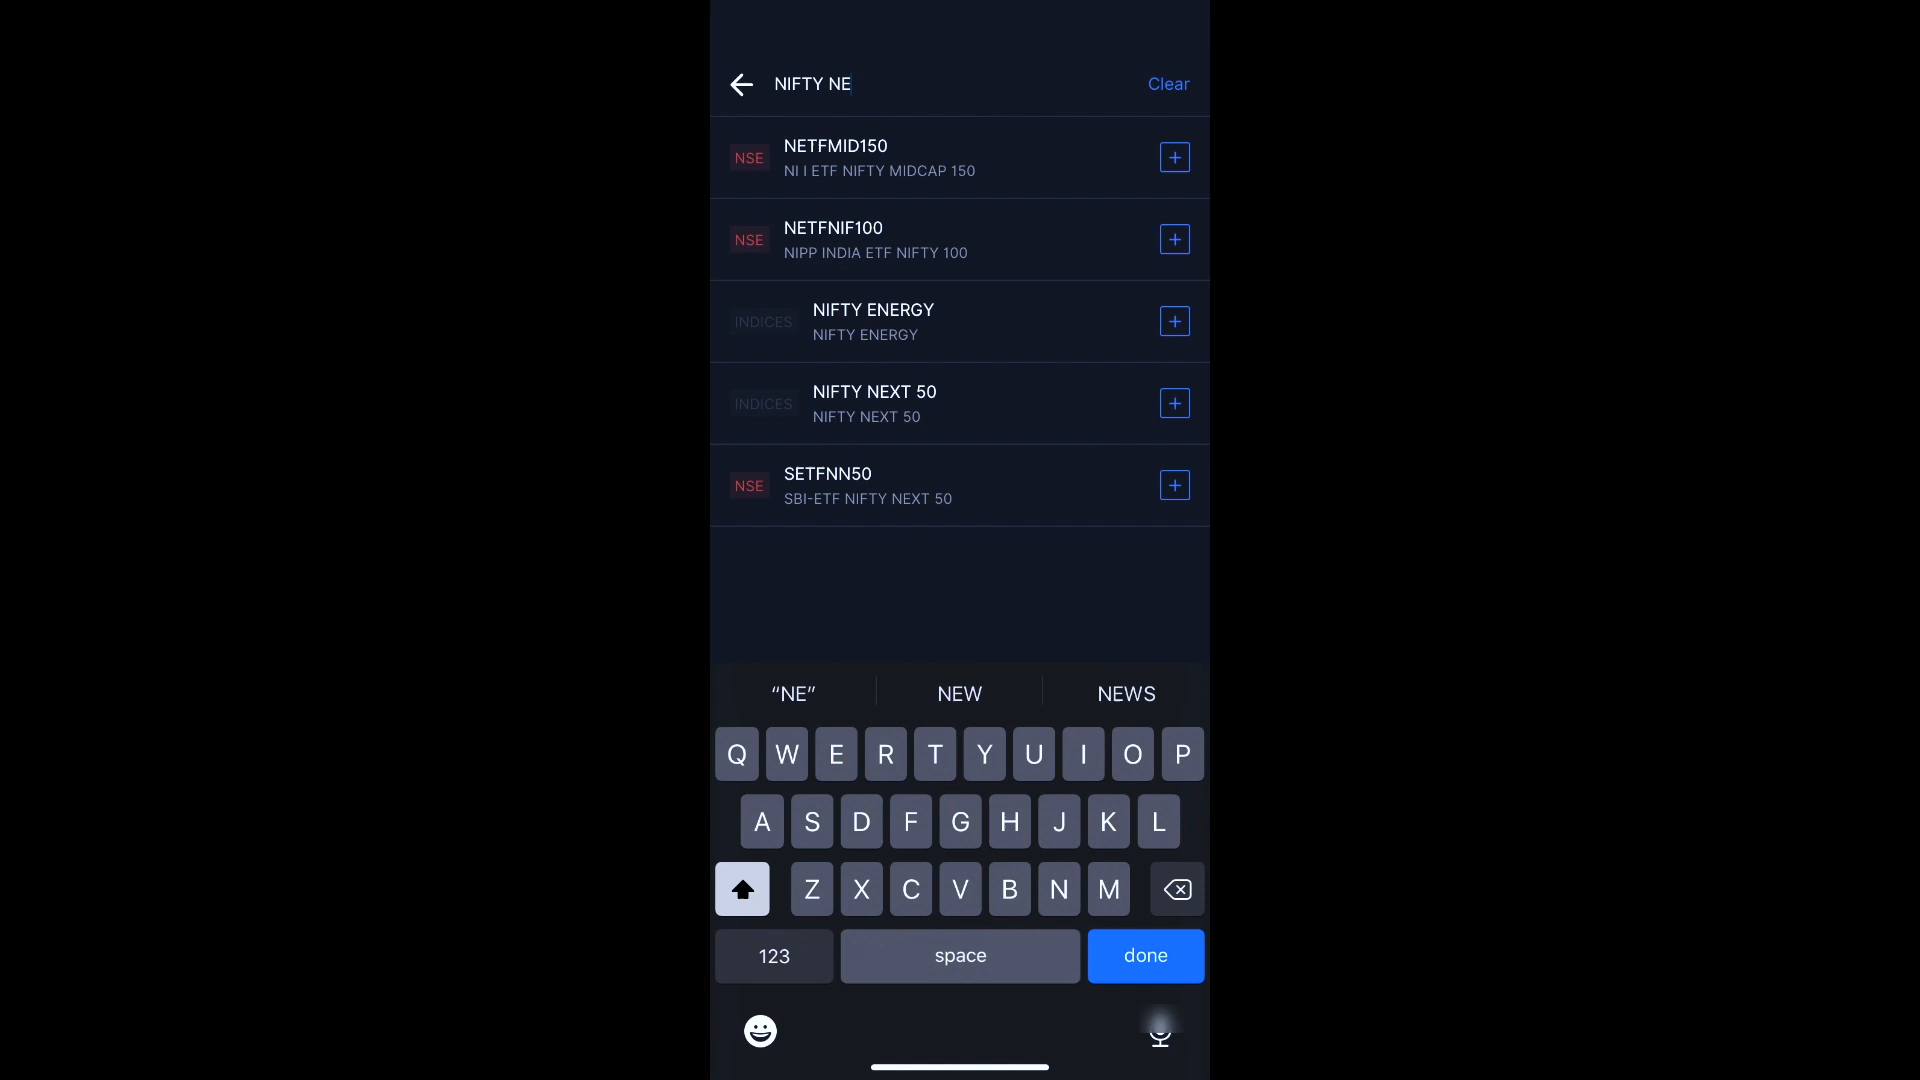 NIFTY NE
Clear
NSE
NETFMID150
NI I ETF NIFTY MIDCAP 150
NSE
NETFNIF100
NIPP INDIA ETF NIFTY 100
INDICES
NIFTY ENERGY
NIFTY ENERGY
INDICES
NIFTY NEXT 50
NIFTY NEXT 50
NSE
SETFNN50
SBI-ETF NIFTY NEXT 50
“NE” NEW NEWS
Q W E R T Y U I O P
A S D F G H J K L
Z X C V B N M
123 space done